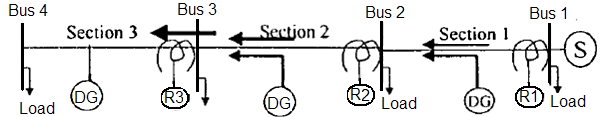 Bus 4
Section 3
Bus 3
Section 2
Bus 2
Section 1
Bus 1
S
Load
DG
R3
DG
R2
Load
DG
R1
Load